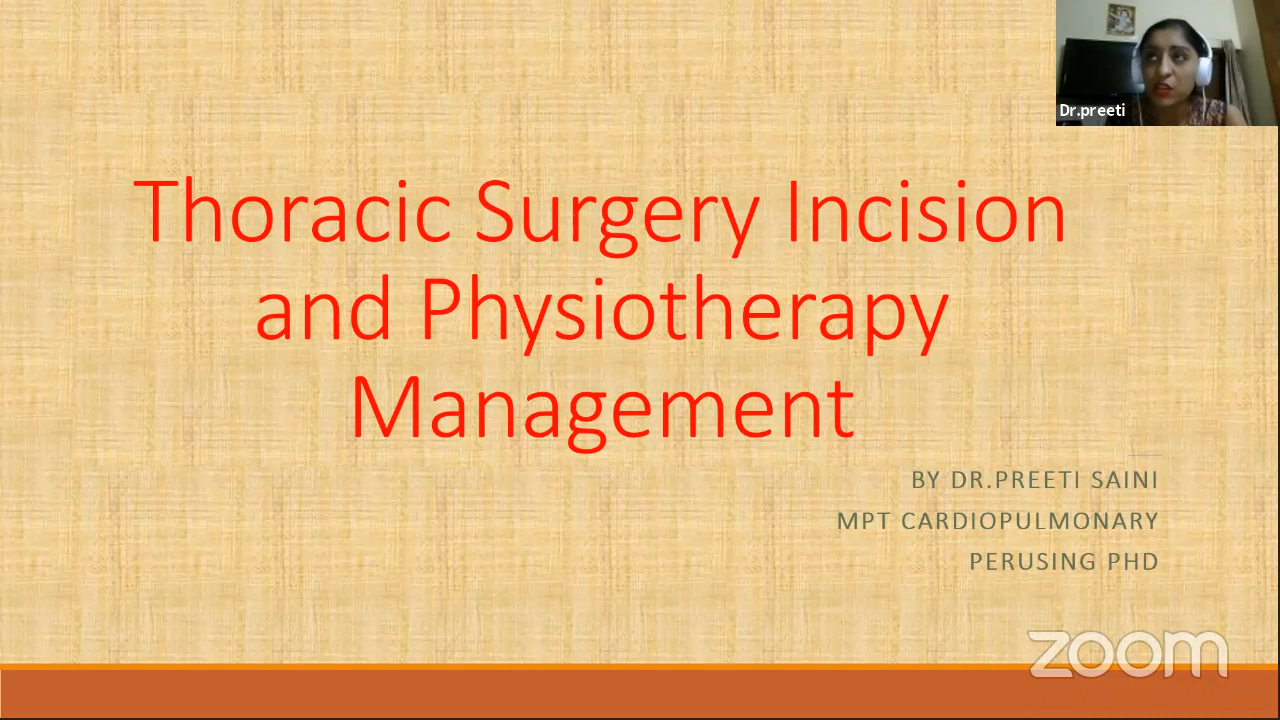 Dr.preeti
Thoracic Surgery Incision
and Physiotherapy
Management
BY DR.PREETI SAINI
MPT CARDIOPULMONARY
PERUSING PHD
zoom